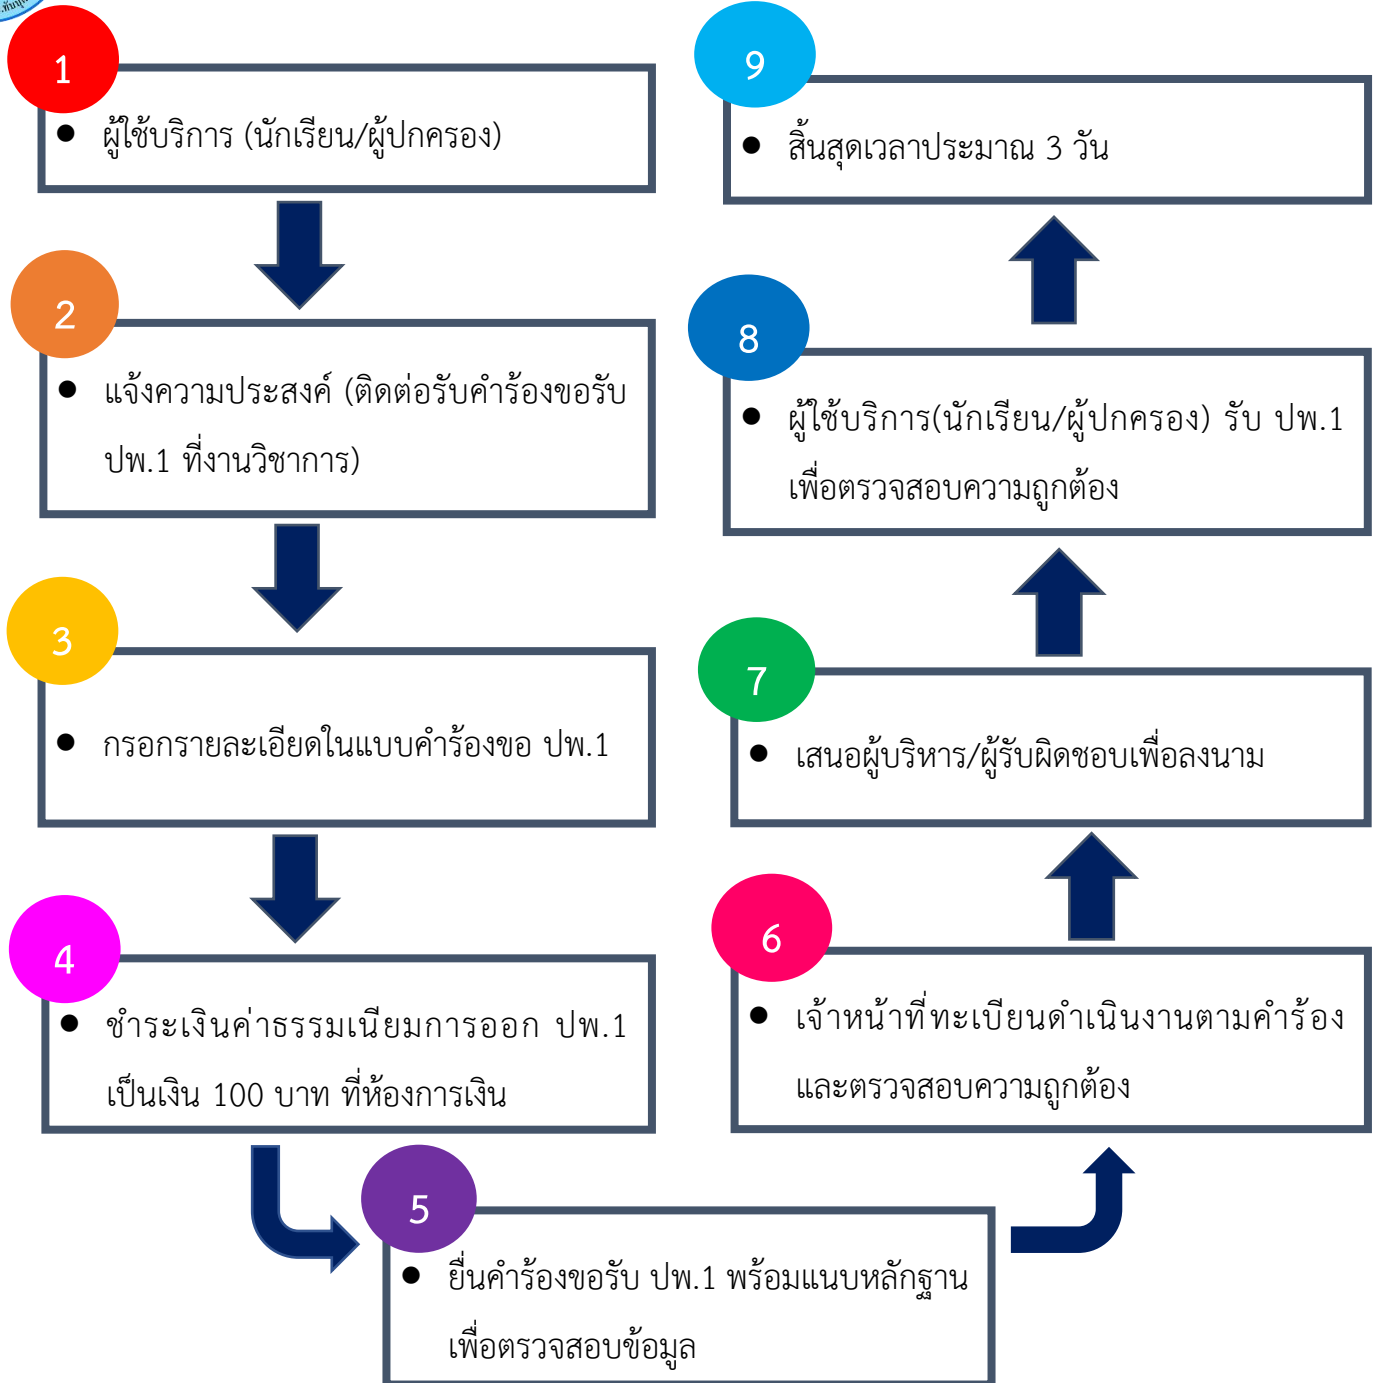 1
● ผู้ใช้บริการ (นักเรียน/ผู้ปกครอง)
2
● แจ้งความประสงค์ (ติดต่อรับคำร้องขอรับ
ปพ.1 ที่งานวิชาการ)
3
● กรอกรายละเอียดในแบบคำร้องขอ ปพ.1
4
● ชำระเงินค่าธรรมเนียมการออก ปพ.1
เป็นเงิน 100 บาท ที่ห้องการเงิน
5
● ยื่นคำร้องขอรับ ปพ.1 พร้อมแนบหลักฐาน
เพื่อตรวจสอบข้อมูล
6
● เจ้าหน้าที่ทะเบียนดำเนินงานตามคำร้อง
และตรวจสอบความถูกต้อง
7
● เสนอผู้บริหาร/ผู้รับผิดชอบเพื่อลงนาม
8
● ผู้ใช้บริการ(นักเรียน/ผู้ปกครอง) รับ ปพ.1
เพื่อตรวจสอบความถูกต้อง
9
● สิ้นสุดเวลาประมาณ 3 วัน